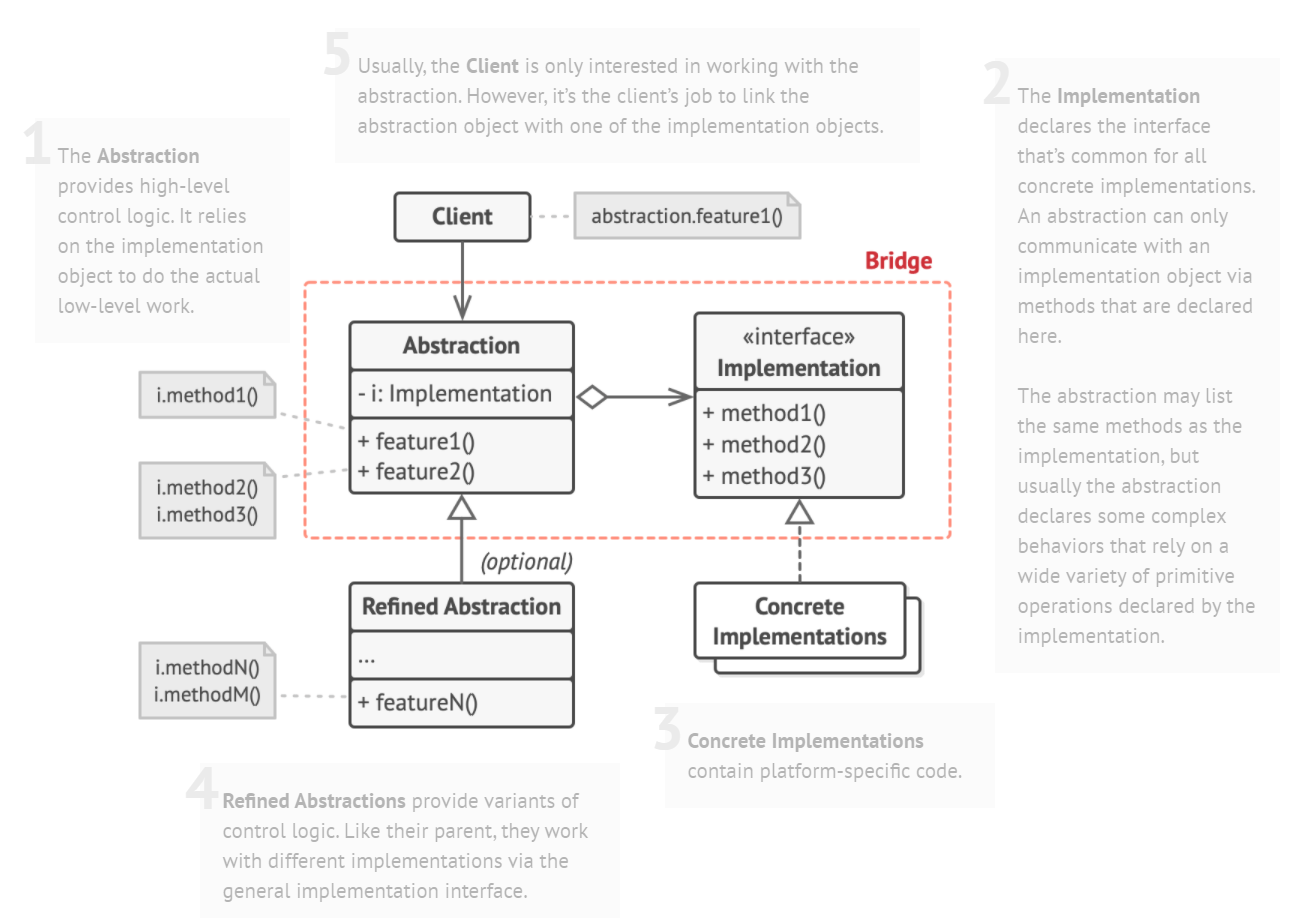 5
Usually, the Client is only interested in working with the
abstraction. However, it’s the client’s job to link the
abstraction object with one of the implementation objects.
2
The Implementation
declares the interface
that’s common for all
concrete implementations.
An abstraction can only
communicate with an
implementation object via
methods that are declared
here.
The abstraction may list
the same methods as the
implementation, but
usually the abstraction
declares some complex
behaviors that rely on a
wide variety of primitive
operations declared by the
implementation.
1
The Abstraction
provides high-level
control logic. It relies
on the implementation
object to do the actual
low-level work.
Client
abstraction.feature1()
Bridge
Abstraction
- i: Implementation
+ feature1()
+ feature2()
«interface»
Implementation
+ method1()
+ method2()
+ method3()
i.method1()
i.method2()
i.method3()
(optional)
Refined Abstraction
...
+ featureN()
Concrete
Implementations
i.methodN()
i.methodM()
3
Concrete Implementations
contain platform-specific code.
4
Refined Abstractions provide variants of
control logic. Like their parent, they work
with different implementations via the
general implementation interface.